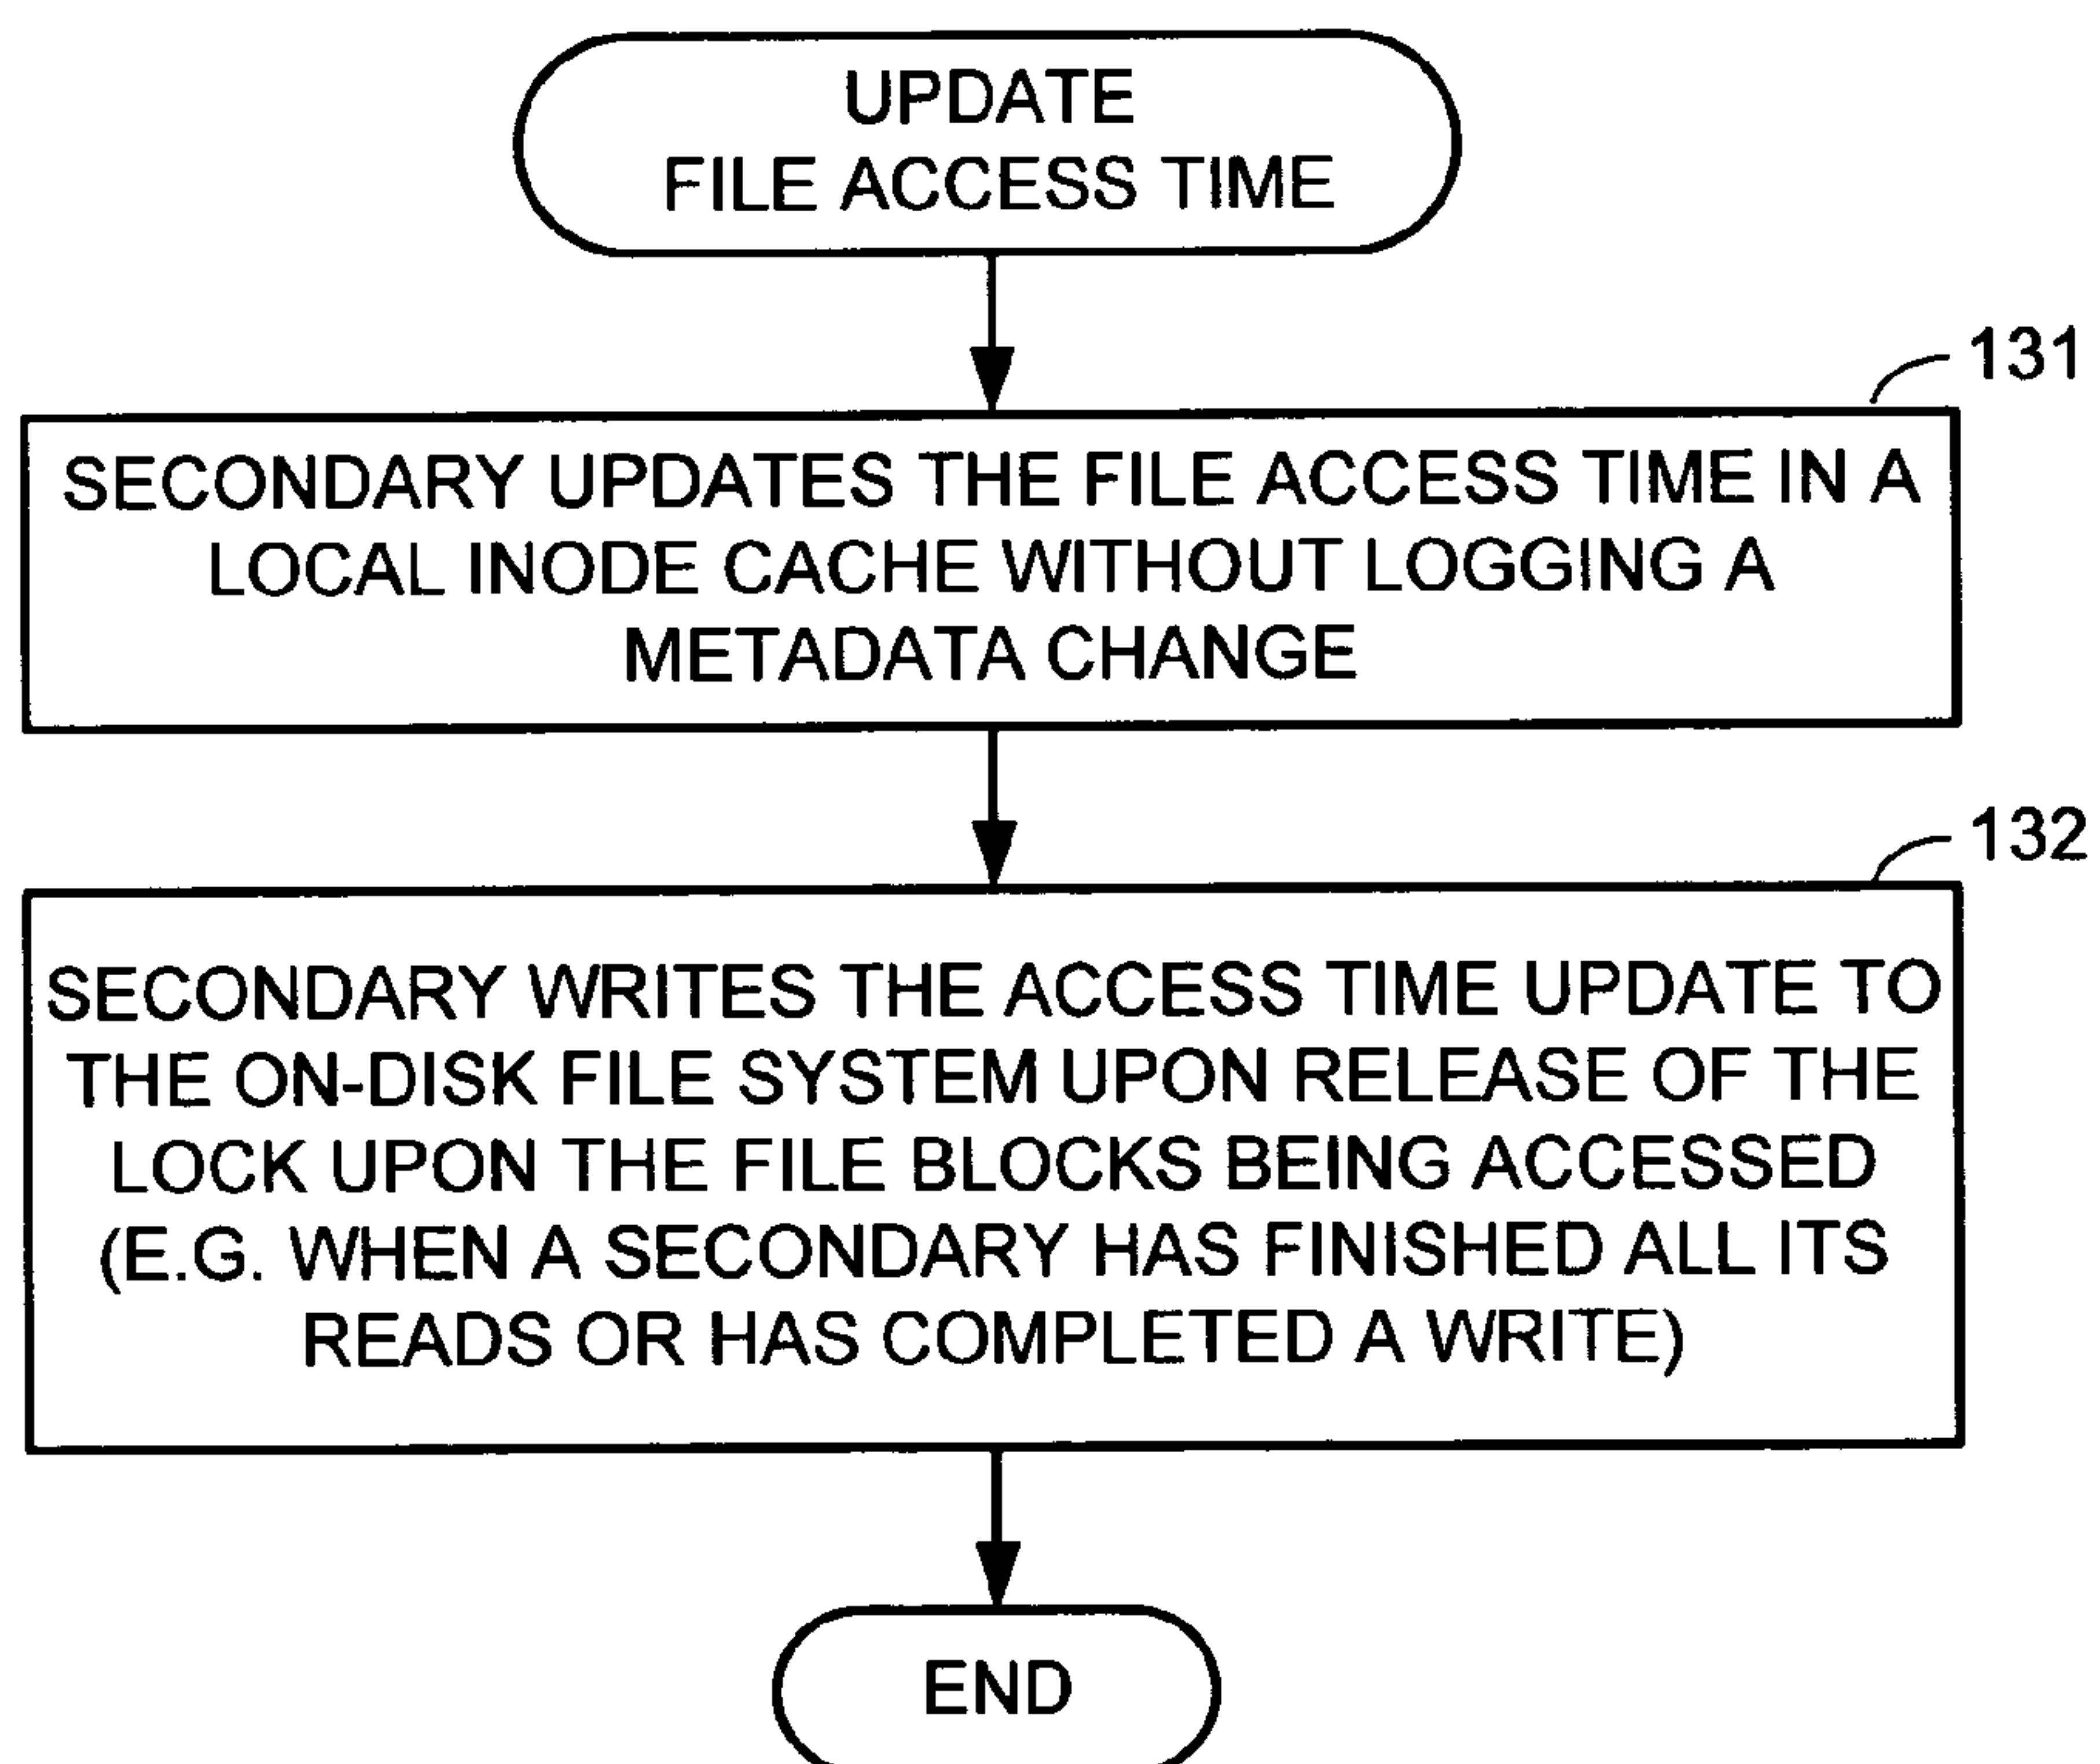 UPDATE
FILE ACCESS TIME
131
SECONDARY UPDATES THE FILE ACCESS TIME IN A
LOCAL INODE CACHE WITHOUT LOGGING A
METADATA CHANGE
132
SECONDARY WRITES THE ACCESS TIME UPDATE TO
THE ON-DISK FILE SYSTEM UPON RELEASE OF THE
LOCK UPON THE FILE BLOCKS BEING ACCESSED
(E.G. WHEN A SECONDARY HAS FINISHED ALL ITS
READS OR HAS COMPLETED A WRITE)
END